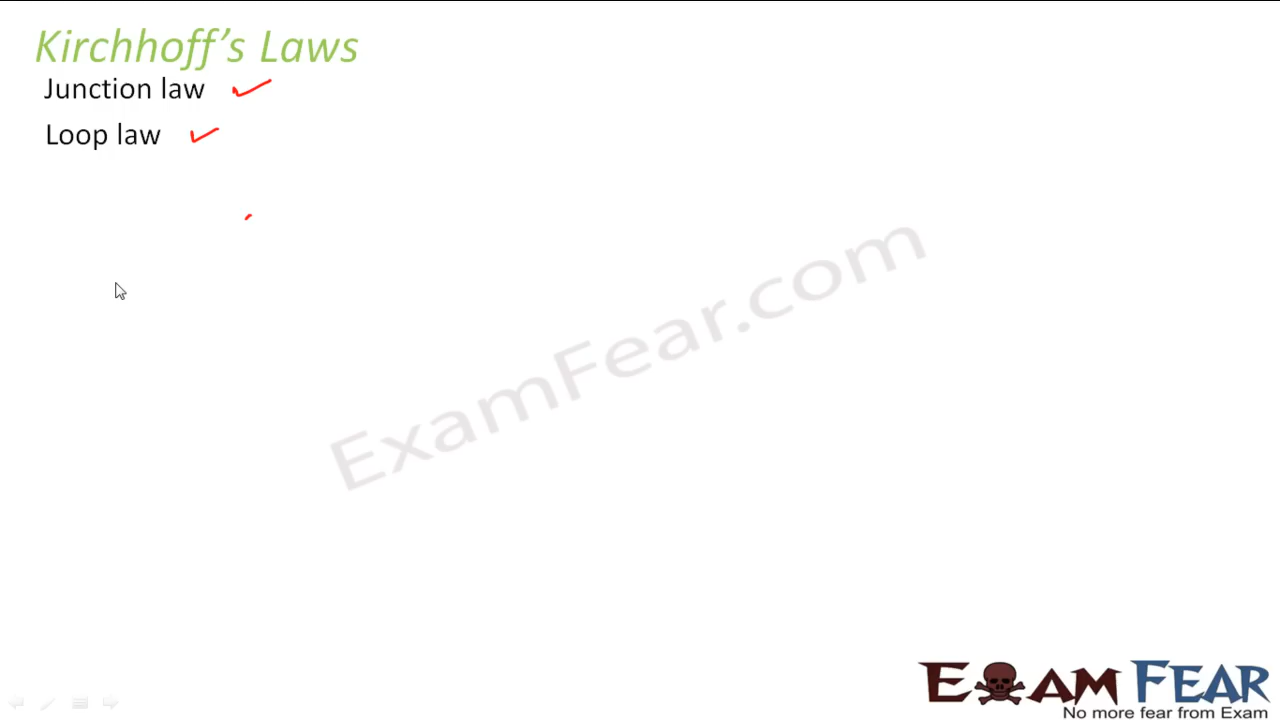 Kirchhoff's Laws
Junction law
Loop law
ExamFear.com
EXAM FEAR
No more fear from Exam